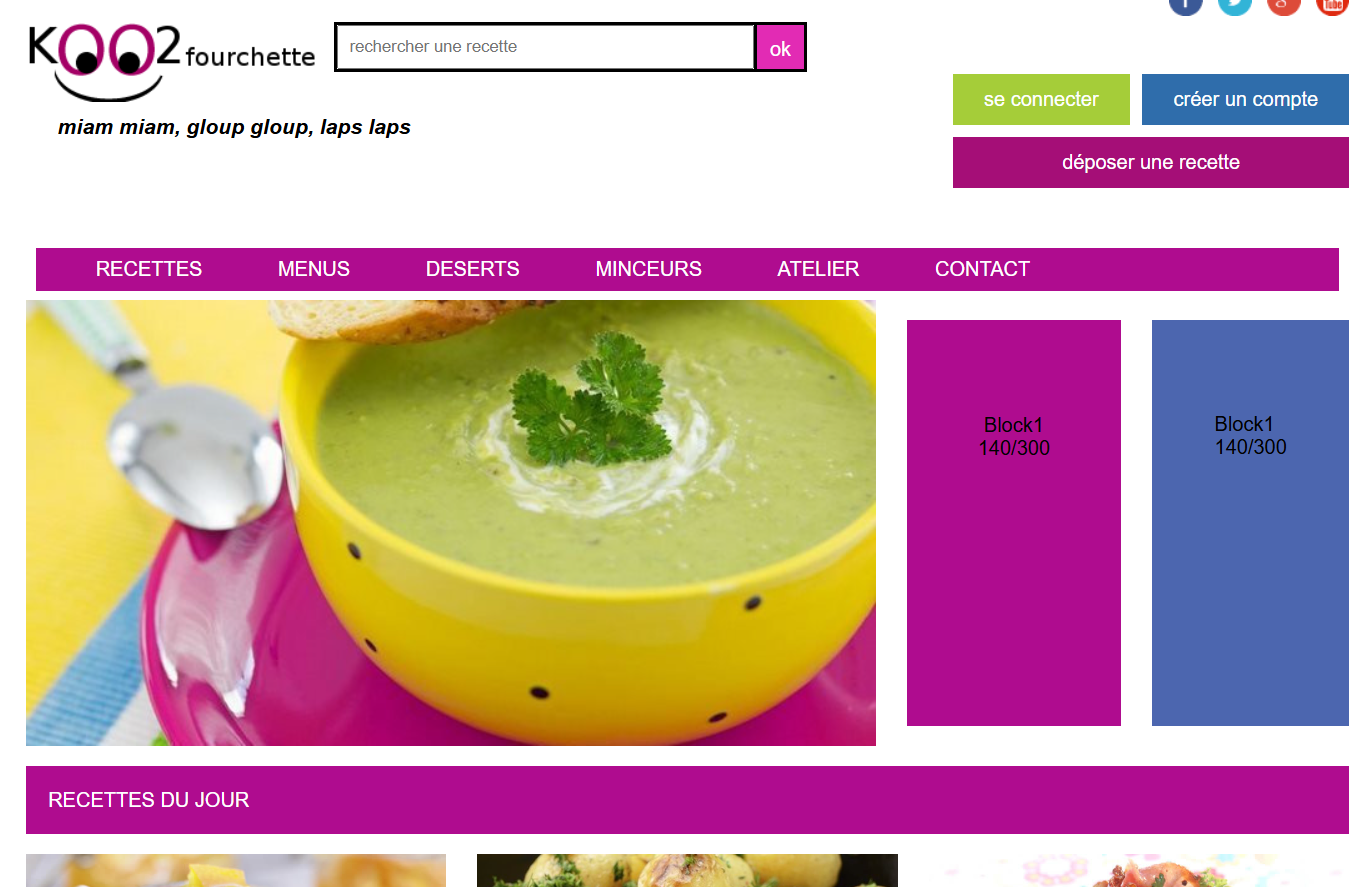 KOO2fourchette
rechercher une recette
ok
miam miam, gloup gloup, laps laps
se connecter
créer un compte
déposer une recette
RECETTES MENUS DESERTS MINCEURS ATELIER CONTACT
Block1
140/300
Block1
140/300
RECETTES DU JOUR